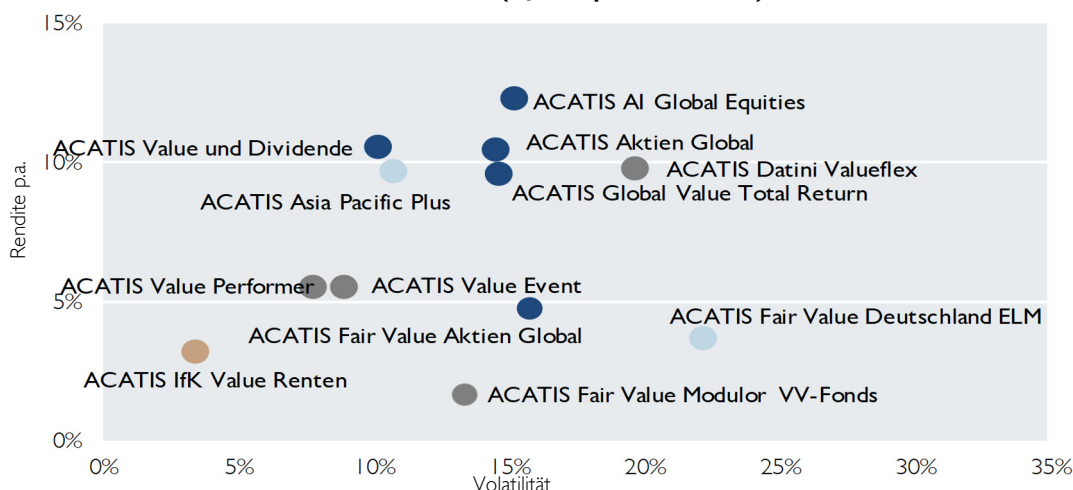 15%
ACATIS AI Global Equities
ACATIS Aktien Global
ACATIS Value und Dividende
10%
ACATIS Datini Valueflex
ACATIS Global Value Total Return
ACATIS Asia Pacific Plus
Rendite p.a.
ACATIS Value Performer
ACATIS Value Event
5%
ACATIS Fair Value Deutschland ELM
ACATIS Fair Value Aktien Global
ACATIS IfK Value Renten
ACATIS Fair Value Modulor VV-Fonds
0%
0% 5% 10% 15% 20% 25% 30% 35%
Volatilität